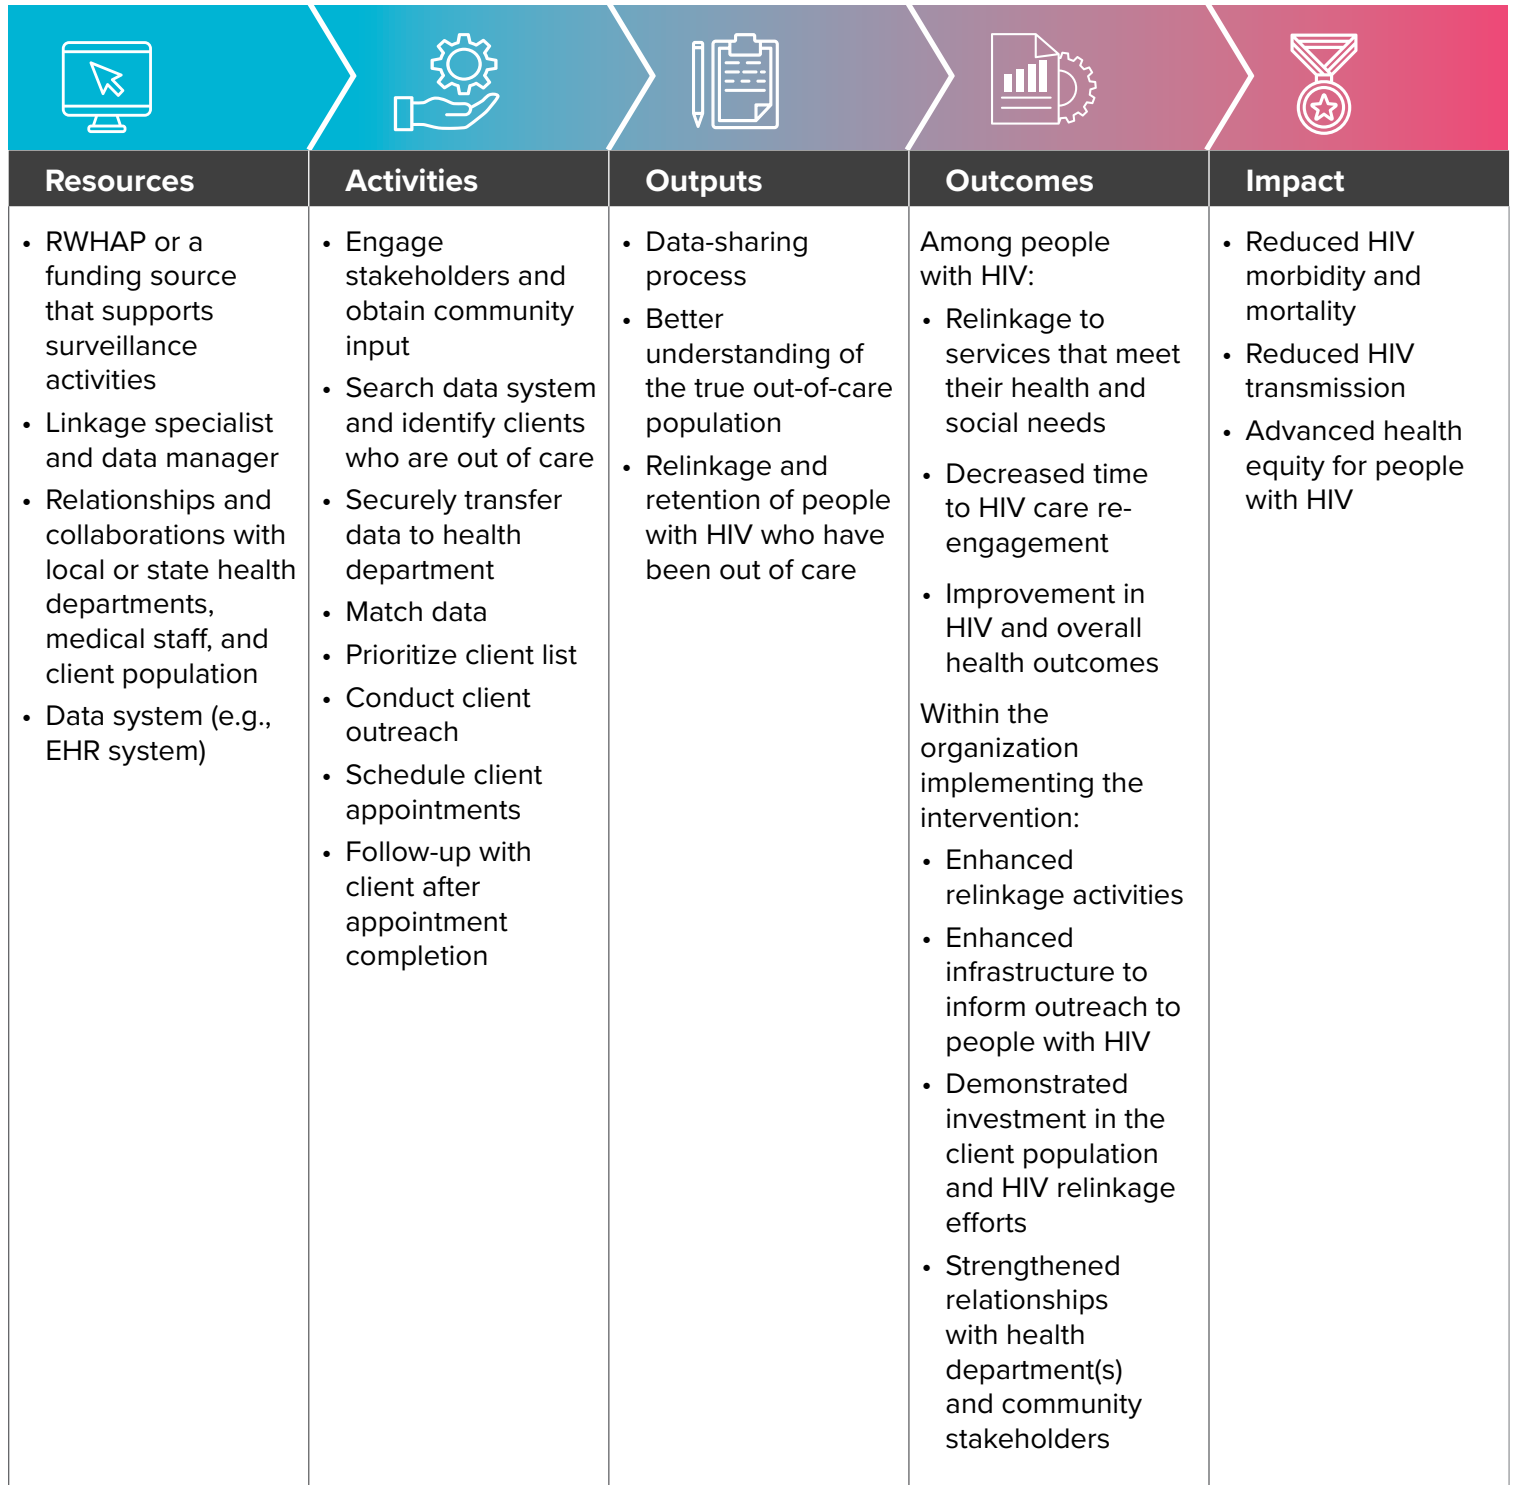 Resources
Activities
Outputs
Outcomes
Impact
• RWHAP or a
funding source
that supports
surveillance
activities
• Linkage specialist
and data manager
• Relationships and
collaborations with
local or state health
departments,
medical staff, and
client population
• Data system (e.g.,
EHR system)
• Engage
stakeholders and
obtain community
input
• Search data system
and identify clients
who are out of care
• Securely transfer
data to health
department
• Match data
• Prioritize client list
• Conduct client
outreach
• Schedule client
appointments
• Follow-up with
client after
appointment
completion
• Data-sharing
process
• Better
understanding of
the true out-of-care
population
• Relinkage and
retention of people
with HIV who have
been out of care
Among people
with HIV:
• Relinkage to
services that meet
their health and
social needs
• Decreased time
to HIV care re-
engagement
• Improvement in
HIV and overall
health outcomes
Within the
organization
implementing the
intervention:
• Enhanced
relinkage activities
• Enhanced
infrastructure to
inform outreach to
people with HIV
• Demonstrated
investment in the
client population
and HIV relinkage
efforts
• Strengthened
relationships
with health
department(s)
and community
stakeholders
• Reduced HIV
morbidity and
mortality
• Reduced HIV
transmission
• Advanced health
equity for people
with HIV